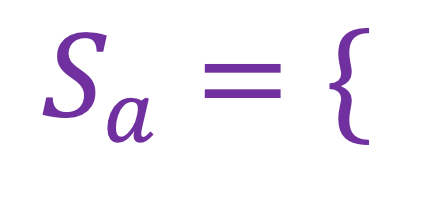 Sₐ = {